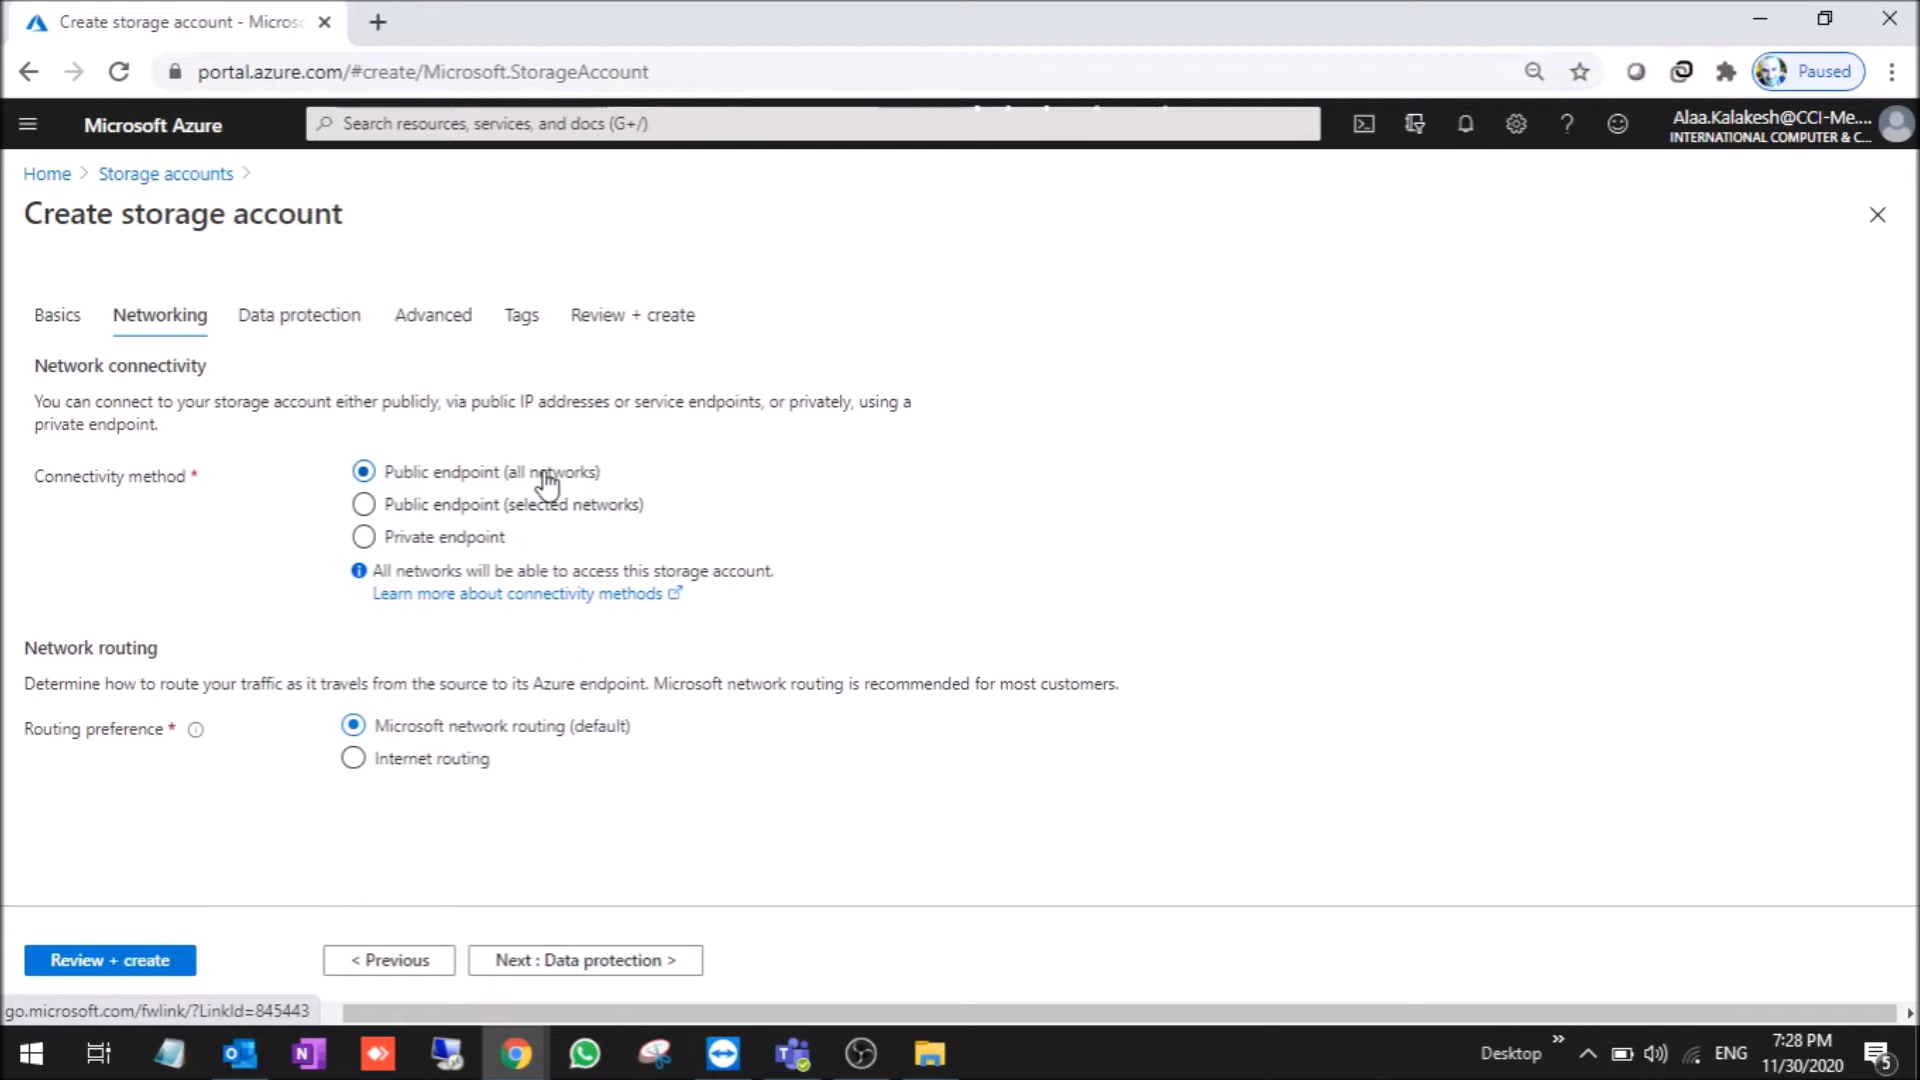 Create storage account - Micros
portal.azure.com/#create/Microsoft.StorageAccount
Paused
Microsoft Azure
Search resources, services, and docs (G+/)
Alaa.Kalakesh@CCI-Me....
INTERNATIONAL COMPUTER & C...
Home > Storage accounts >
Create storage account
Basics Networking Data protection Advanced Tags Review + create
Network connectivity
You can connect to your storage account either publicly, via public IP addresses or service endpoints, or privately, using a
private endpoint.
Connectivity method *
Public endpoint (all networks)
Public endpoint (selected networks)
Private endpoint
All networks will be able to access this storage account.
Learn more about connectivity methods
Network routing
Determine how to route your traffic as it travels from the source to its Azure endpoint. Microsoft network routing is recommended for most customers.
Routing preference *
Microsoft network routing (default)
Internet routing
Review + create
< Previous
Next : Data protection >
go.microsoft.com/fwlink/?LinkId=845443
Desktop
ENG
7:28 PM
11/30/2020
5